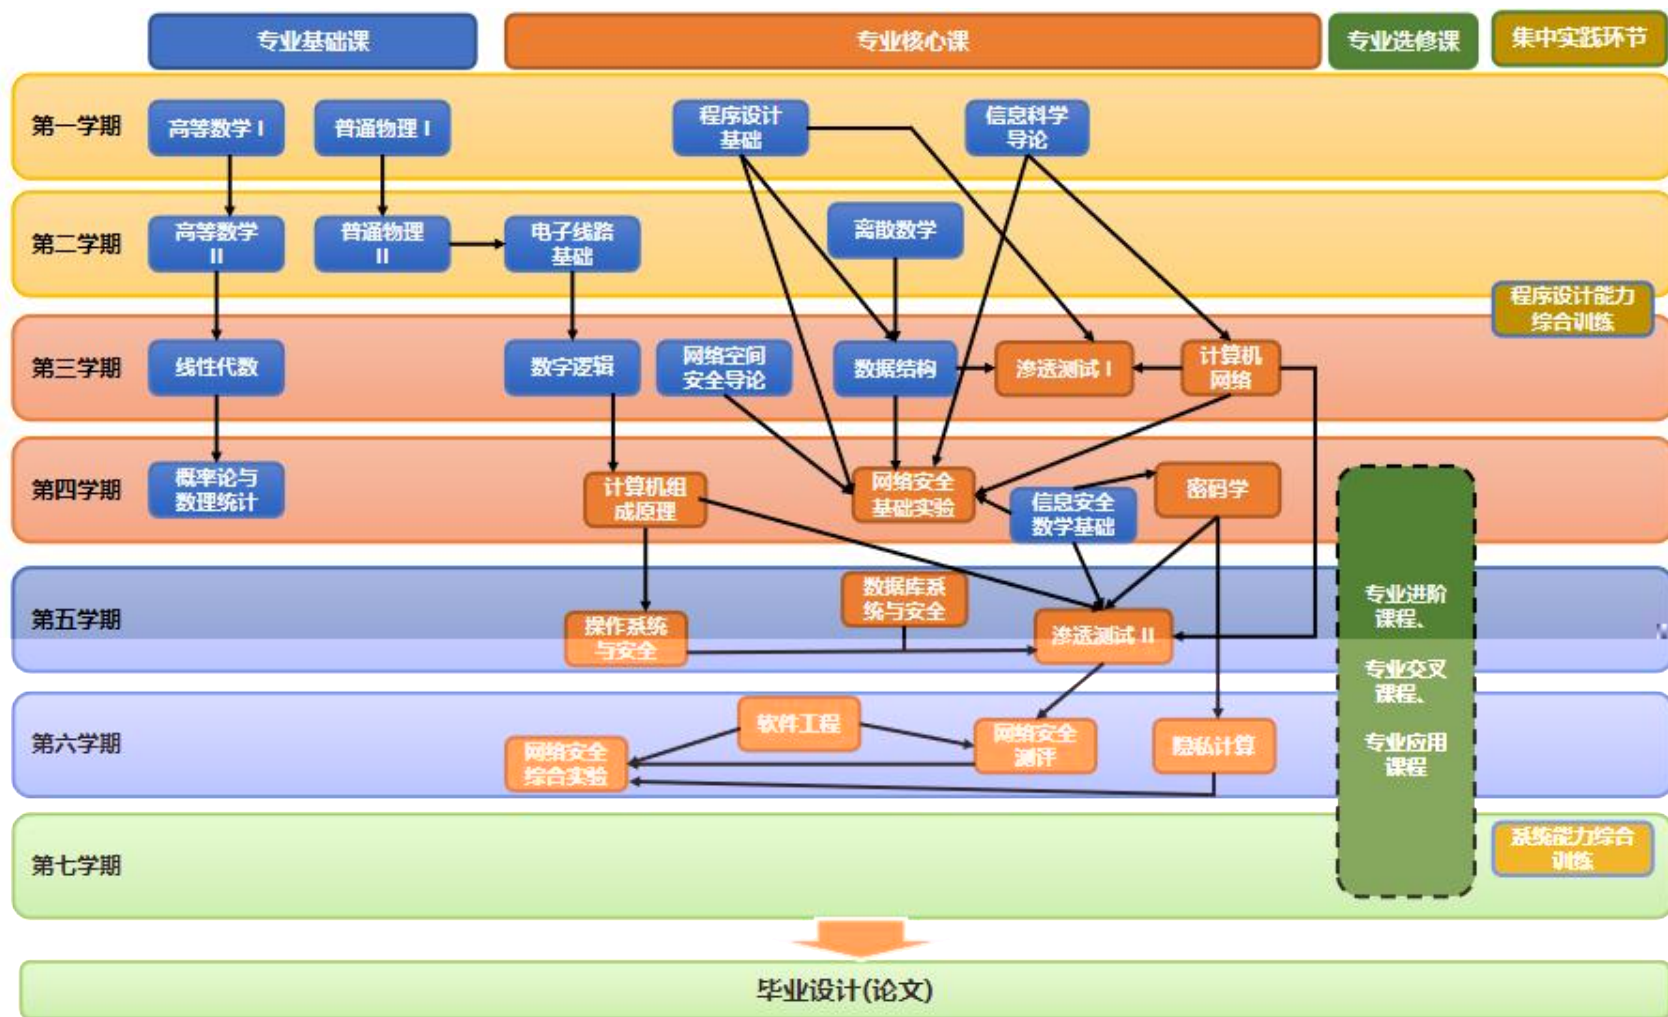 专业基础课
专业核心课
专业选修课
集中实践环节
第一学期
高等数学 I
普通物理 I
程序设计
基础
信息科学
导论
第二学期
高等数学
II
普通物理
II
电子线路
基础
离散数学
程序设计能力
综合训练
第三学期
线性代数
数字逻辑
网络空间
安全导论
数据结构
渗透测试 I
计算机
网络
第四学期
概率论与
数理统计
计算机组
成原理
网络安全
基础实验
信息安全
数学基础
密码学
第五学期
操作系统
与安全
数据库系
统与安全
渗透测试 II
专业进阶
课程、
专业交叉
课程、
专业应用
课程
第六学期
网络安全
综合实验
软件工程
网络安全
测评
隐私计算
第七学期
系统能力综合
训练
毕业设计(论文)